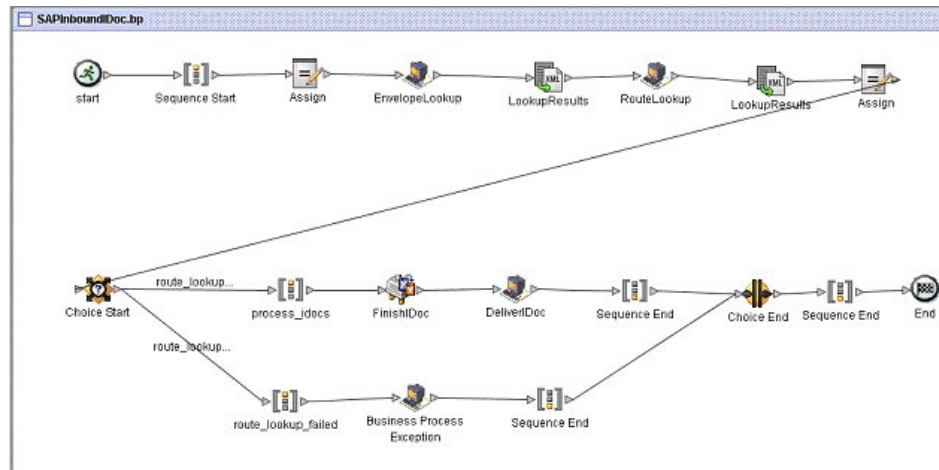 SAPInboundIDoc.bp
start
Sequence Start
Assign
EnvelopeLookup
LookupResults
RouteLookup
LookupResults
Assign
route_lookup...
Choice Start
process_idocs
FinishIDoc
DeliverIDoc
Sequence End
Choice End
Sequence End
End
route_lookup...
route_lookup_failed
Business Process
Exception
Sequence End